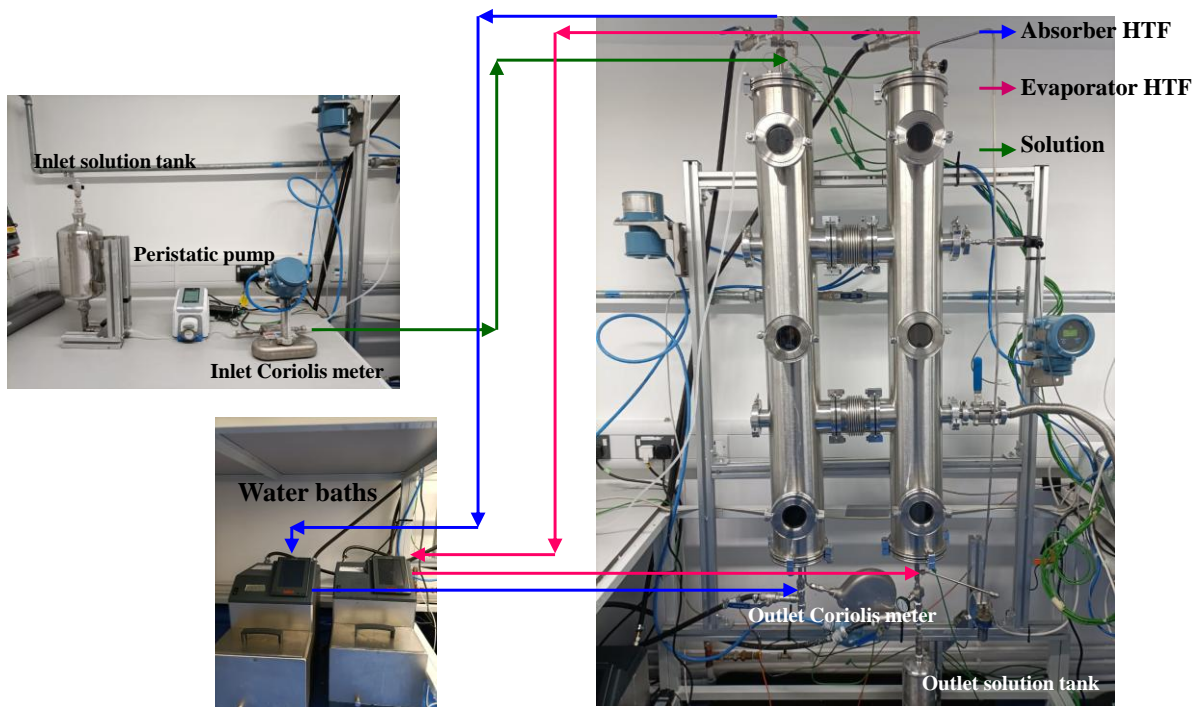 Absorber HTF
Evaporator HTF
Solution
Inlet solution tank
Peristatic pump
Inlet Coriolis meter
Water baths
Outlet Coriolis meter
Outlet solution tank